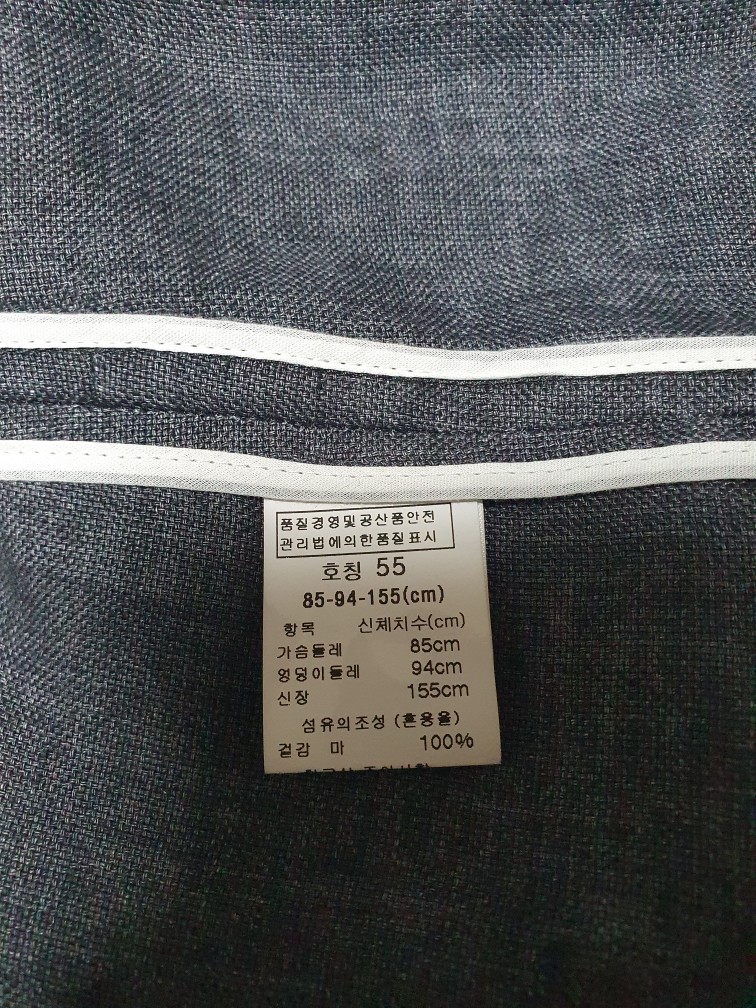 품질경영및공산품안전
관리법에의한품질표시
호칭 55
85-94-155(cm)
항목 신체치수(cm)
가슴둘레 85cm
엉덩이둘레 94cm
신장 155cm
섬유의조성 (혼용율)
겉감 마 100%